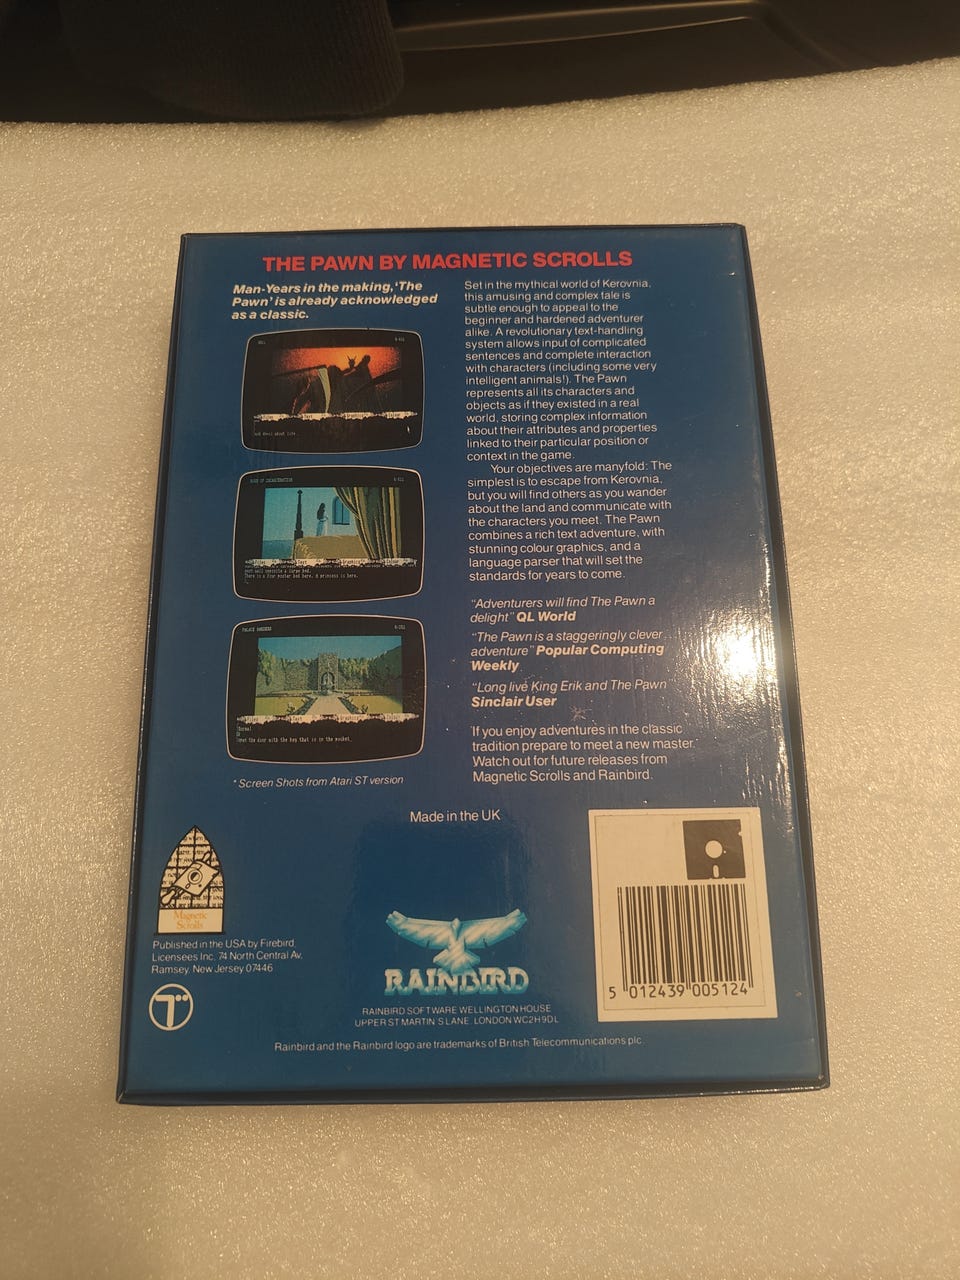 THE PAWN BY MAGNETIC SCROLLS
Man-Years in the making, 'The
Pawn' is already acknowledged
as a classic.
Set in the mythical world of Kerovnia,
this amusing and complex tale is
subtle enough to appeal to the
beginner and hardened adventurer
alike. A revolutionary text-handling
system allows input of complicated
sentences and complete interaction
with characters (including some very
intelligent animals!). The Pawn
represents all its characters and
objects as if they existed in a real
world, storing complex information
about their attributes and properties
linked to their particular position or
context in the game.
Your objectives are manyfold: The
simplest is to escape from Kerovnia,
but you will find others as you wander
about the land and communicate with
the characters you meet. The Pawn
combines a rich text adventure, with
stunning colour graphics, and a
language parser that will set the
standards for years to come.
"Adventurers will find The Pawn a
delight" QL World
"The Pawn is a staggeringly clever
adventure" Popular Computing
Weekly
"Long live King Erik and The Pawn"
Sinclair User
If you enjoy adventures in the classic
tradition prepare to meet a new master.
Watch out for future releases from
Magnetic Scrolls and Rainbird.
There is a four poster bed here. A princess is here.
PALACE GARDENS
* Screen Shots from Atari ST version
Made in the UK
Magnetic
Scrolls
Published in the USA by Firebird
Licensees Inc. 74 North Central Av.
Ramsey, New Jersey 07446
RAINBIRD
RAINBIRD SOFTWARE WELLINGTON HOUSE
UPPER ST MARTIN'S LANE LONDON WC2H 9DL
Rainbird and the Rainbird logo are trademarks of British Telecommunications plc.
5 012439 005124